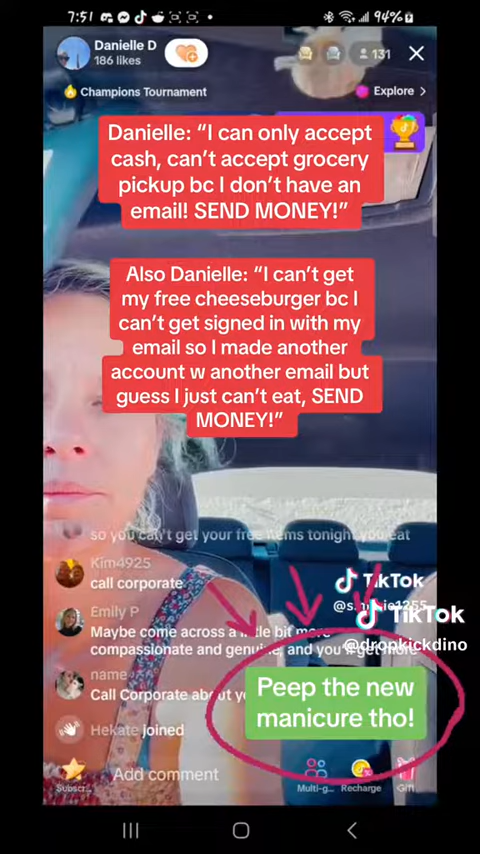 7:51
94%
Danielle D
186 likes
131
Champions Tournament
Explore
Danielle: “I can only accept
cash, can’t accept grocery
pickup bc I don’t have an
email! SEND MONEY!”
Also Danielle: “I can’t get
my free cheeseburger bc I
can’t get signed in with my
email so I made another
account w another email but
guess I just can’t eat, SEND
MONEY!”
so you can't get your free items tonight you eat
Kim4925
call corporate
Emily P
Maybe come across a little bit more
compassionate and genuine, and you'll get more
name
Call Corporate about
Hekate joined
TikTok
TikTok
@dropkickdino
Peep the new
manicure tho!
Add comment
Subscr...
Multi-g...
Recharge
Gift